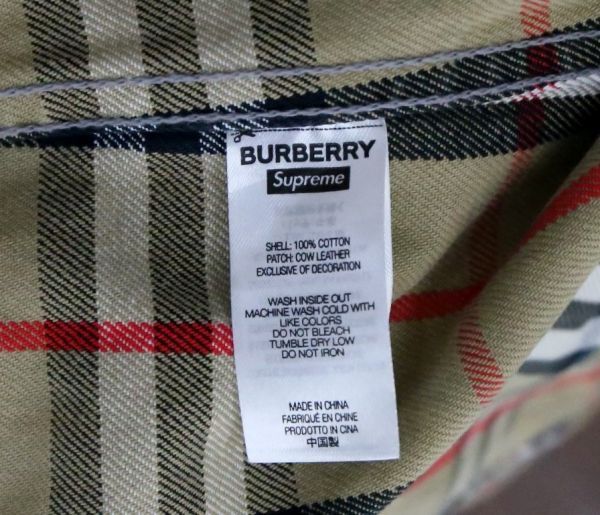 BURBERRY
Supreme
SHELL: 100% COTTON
PATCH: COW LEATHER
EXCLUSIVE OF DECORATION
WASH INSIDE OUT
MACHINE WASH COLD WITH
LIKE COLORS
DO NOT BLEACH
TUMBLE DRY LOW
DO NOT IRON
MADE IN CHINA
FABRIQUÉ EN CHINE
PRODOTTO IN CINA
中国製